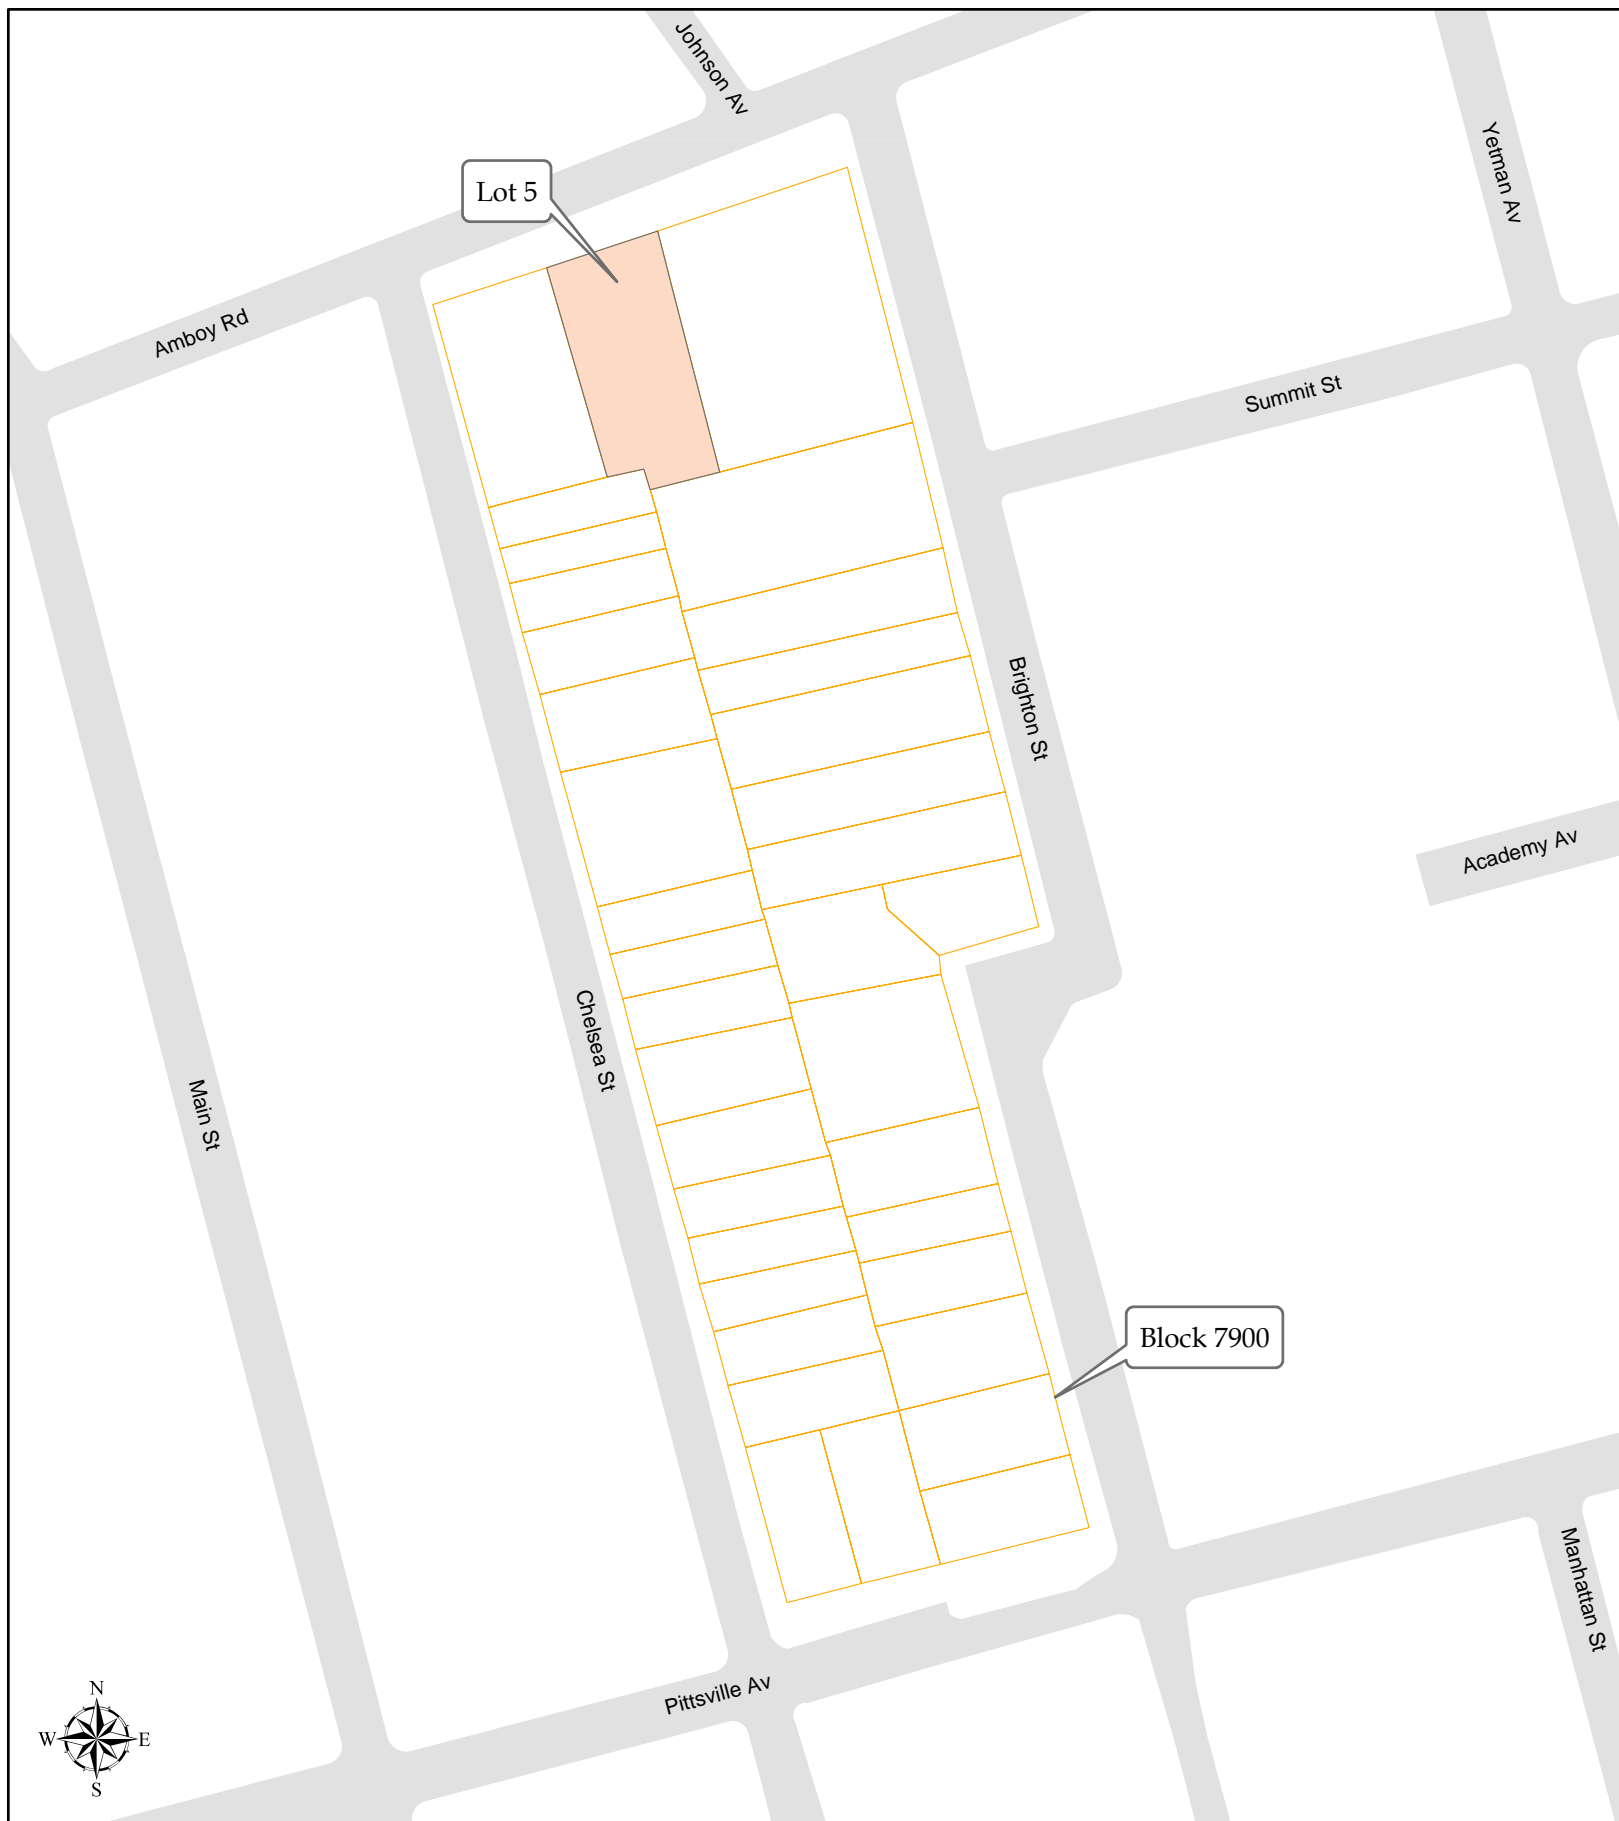 Johnson Av
Yetman Av
Lot 5
Amboy Rd
Summit St
Brighton St
Academy Av
Chelsea St
Main St
Block 7900
Manhattan St
Pittsville Av
N
W E
S